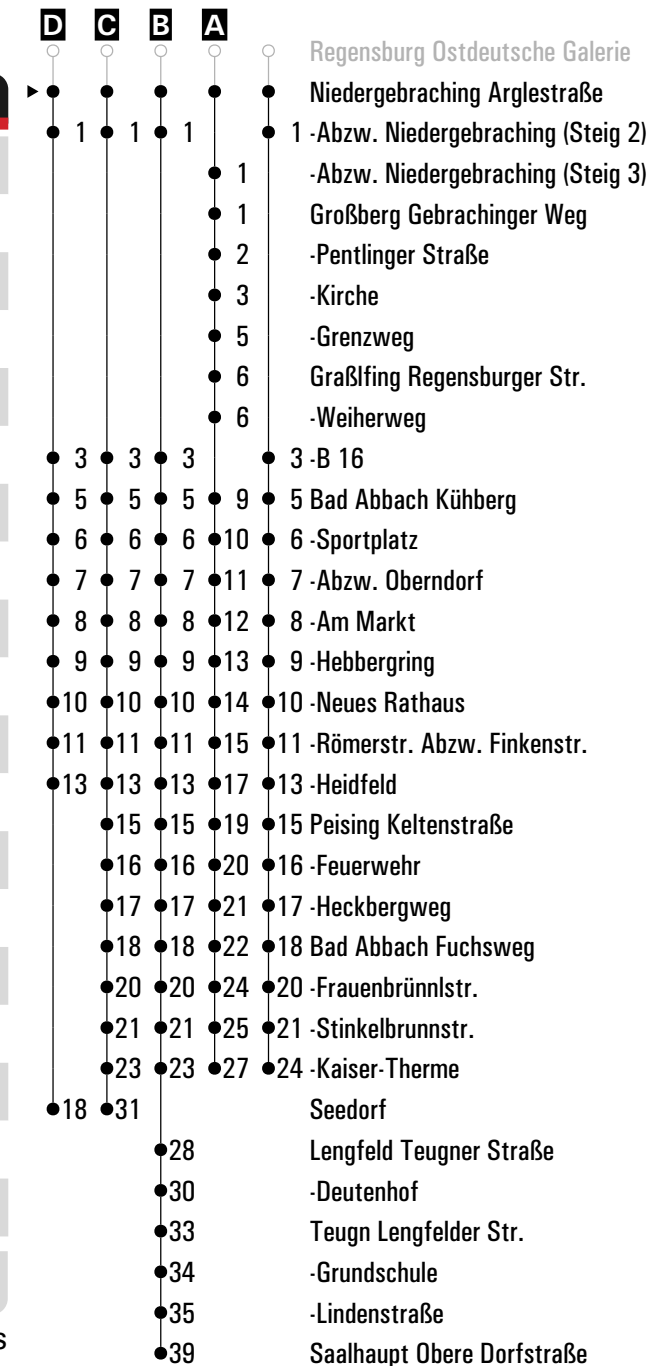 D C B A
Regensburg Ostdeutsche Galerie
Niedergebraching Arglestraße
1 1 1 1 -Abzw. Niedergebraching (Steig 2)
1 -Abzw. Niedergebraching (Steig 3)
1 Großberg Gebrachinger Weg
2 -Pentlinger Straße
3 -Kirche
5 -Grenzweg
6 Graßlfing Regensburger Str.
6 -Weiherweg
3 3 3 3 -B 16
5 5 5 9 5 Bad Abbach Kühberg
6 6 6 10 6 -Sportplatz
7 7 7 11 7 -Abzw. Oberndorf
8 8 8 12 8 -Am Markt
9 9 9 13 9 -Hebbergring
10 10 10 14 10 -Neues Rathaus
11 11 11 15 11 -Römerstr. Abzw. Finkenstr.
13 13 13 17 13 -Heidfeld
15 15 19 15 Peising Keltenstraße
16 16 20 16 -Feuerwehr
17 17 21 17 -Heckbergweg
18 18 22 18 Bad Abbach Fuchsweg
20 20 24 20 -Frauenbrünnlstr.
21 21 25 21 -Stinkelbrunnstr.
23 23 27 24 -Kaiser-Therme
18 31 Seedorf
28 Lengfeld Teugner Straße
30 -Deutenhof
33 Teugn Lengfelder Str.
34 -Grundschule
35 -Lindenstraße
s
39 Saalhaupt Obere Dorfstraße